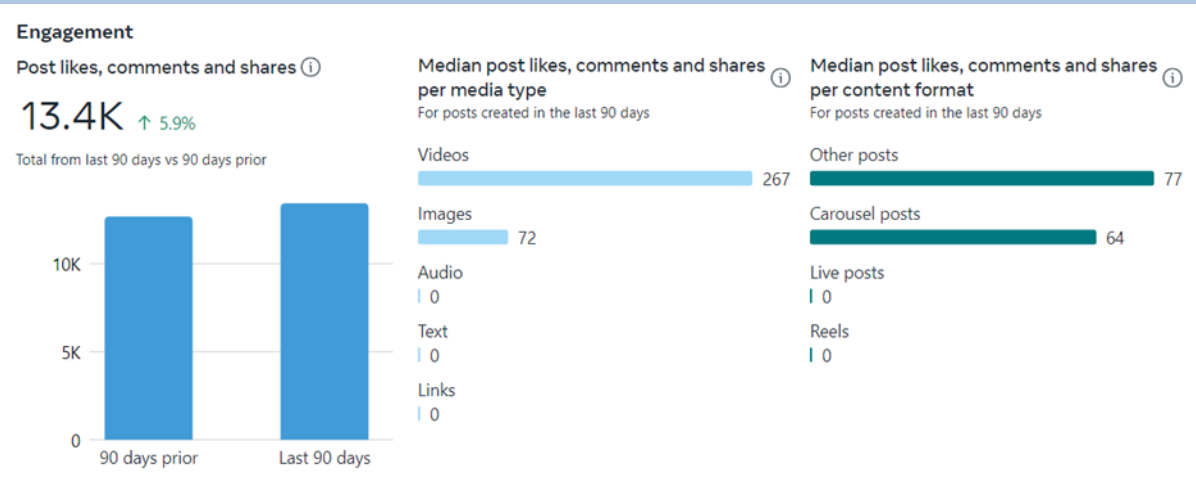 Engagement
Post likes, comments and shares
13.4K ↑ 5.9%
Total from last 90 days vs 90 days prior
10K
5K
0
90 days prior
Last 90 days
Median post likes, comments and shares
per media type
For posts created in the last 90 days
Videos
267
Images
72
Audio
0
Text
0
Links
0
Median post likes, comments and shares
per content format
For posts created in the last 90 days
Other posts
77
Carousel posts
64
Live posts
0
Reels
0